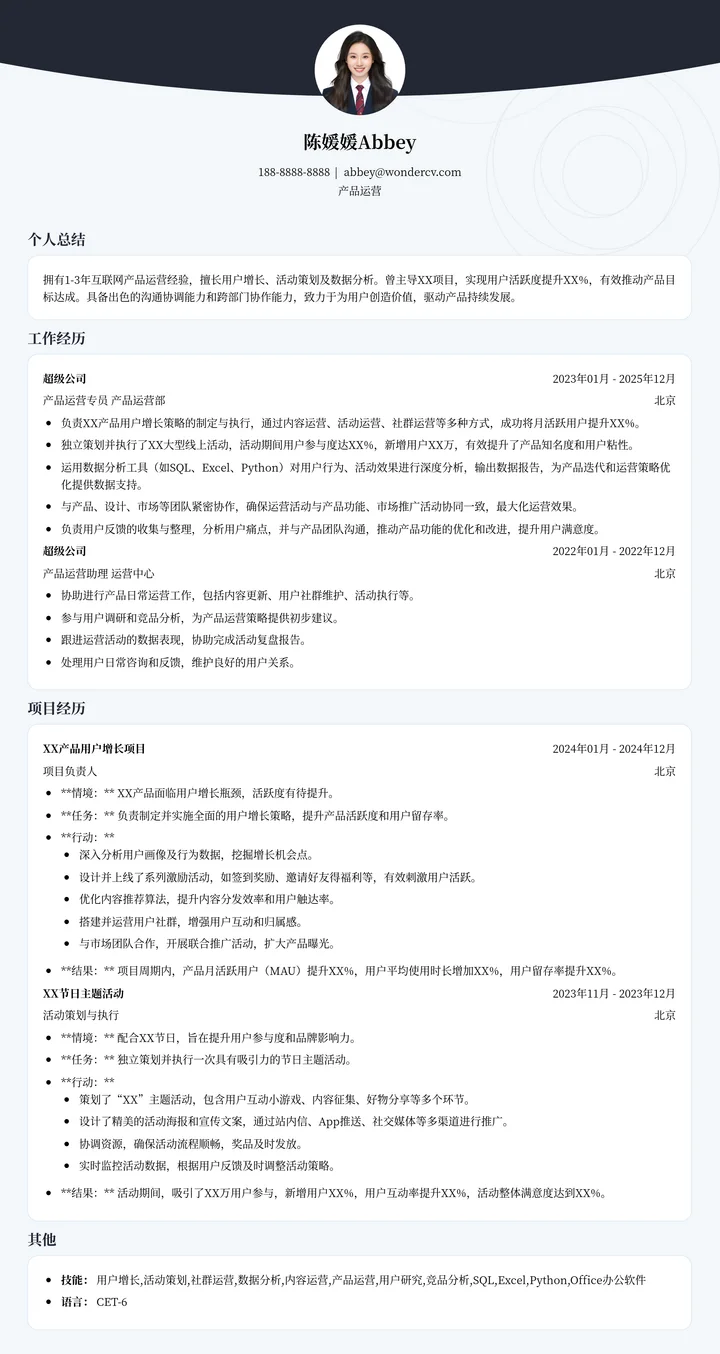 陈媛媛Abbey
188-8888-8888 | abbey@wondercv.com
产品运营
个人总结
拥有1-3年互联网产品运营经验，擅长用户增长、活动策划及数据分析。曾主导XX项目，实现用户活跃度提升XX%，有效推动产品目
标达成。具备出色的沟通协调能力和跨部门协作能力，致力于为用户创造价值，驱动产品持续发展。
工作经历
超级公司 2023年01月 - 2025年12月
产品运营专员 产品运营部 北京
• 负责XX产品用户增长策略的制定与执行，通过内容运营、活动运营、社群运营等多种方式，成功将月活跃用户提升XX%。
• 独立策划并执行了XX大型线上活动，活动期间用户参与度达XX%，新增用户XX万，有效提升了产品知名度和用户粘性。
• 运用数据分析工具（如SQL、Excel、Python）对用户行为、活动效果进行深度分析，输出数据报告，为产品迭代和运营策略优
化提供数据支持。
• 与产品、设计、市场等团队紧密协作，确保运营活动与产品功能、市场推广活动协同一致，最大化运营效果。
• 负责用户反馈的收集与整理，分析用户痛点，并与产品团队沟通，推动产品功能的优化和改进，提升用户满意度。
超级公司 2022年01月 - 2022年12月
产品运营助理 运营中心 北京
• 协助进行产品日常运营工作，包括内容更新、用户社群维护、活动执行等。
• 参与用户调研和竞品分析，为产品运营策略提供初步建议。
• 跟进运营活动的数据表现，协助完成活动复盘报告。
• 处理用户日常咨询和反馈，维护良好的用户关系。
项目经历
XX产品用户增长项目 2024年01月 - 2024年12月
项目负责人 北京
• **情境：** XX产品面临用户增长瓶颈，活跃度有待提升。
• **任务：** 负责制定并实施全面的用户增长策略，提升产品活跃度和用户留存率。
• **行动：**
• 深入分析用户画像及行为数据，挖掘增长机会点。
• 设计并上线了系列激励活动，如签到奖励、邀请好友得福利等，有效刺激用户活跃。
• 优化内容推荐算法，提升内容分发效率和用户触达率。
• 搭建并运营用户社群，增强用户互动和归属感。
• 与市场团队合作，开展联合推广活动，扩大产品曝光。
• **结果：** 项目周期内，产品月活跃用户（MAU）提升XX%，用户平均使用时长增加XX%，用户留存率提升XX%。
XX节日主题活动 2023年11月 - 2023年12月
活动策划与执行 北京
• **情境：** 配合XX节日，旨在提升用户参与度和品牌影响力。
• **任务：** 独立策划并执行一次具有吸引力的节日主题活动。
• **行动：**
• 策划了“XX”主题活动，包含用户互动小游戏、内容征集、好物分享等多个环节。
• 设计了精美的活动海报和宣传文案，通过站内信、App推送、社交媒体等多渠道进行推广。
• 协调资源，确保活动流程顺畅，奖品及时发放。
• 实时监控活动数据，根据用户反馈及时调整活动策略。
• **结果：** 活动期间，吸引了XX万用户参与，新增用户XX%，用户互动率提升XX%，活动整体满意度达到XX%。
其他
• 技能： 用户增长,活动策划,社群运营,数据分析,内容运营,产品运营,用户研究,竞品分析,SQL,Excel,Python,Office办公软件
• 语言： CET-6